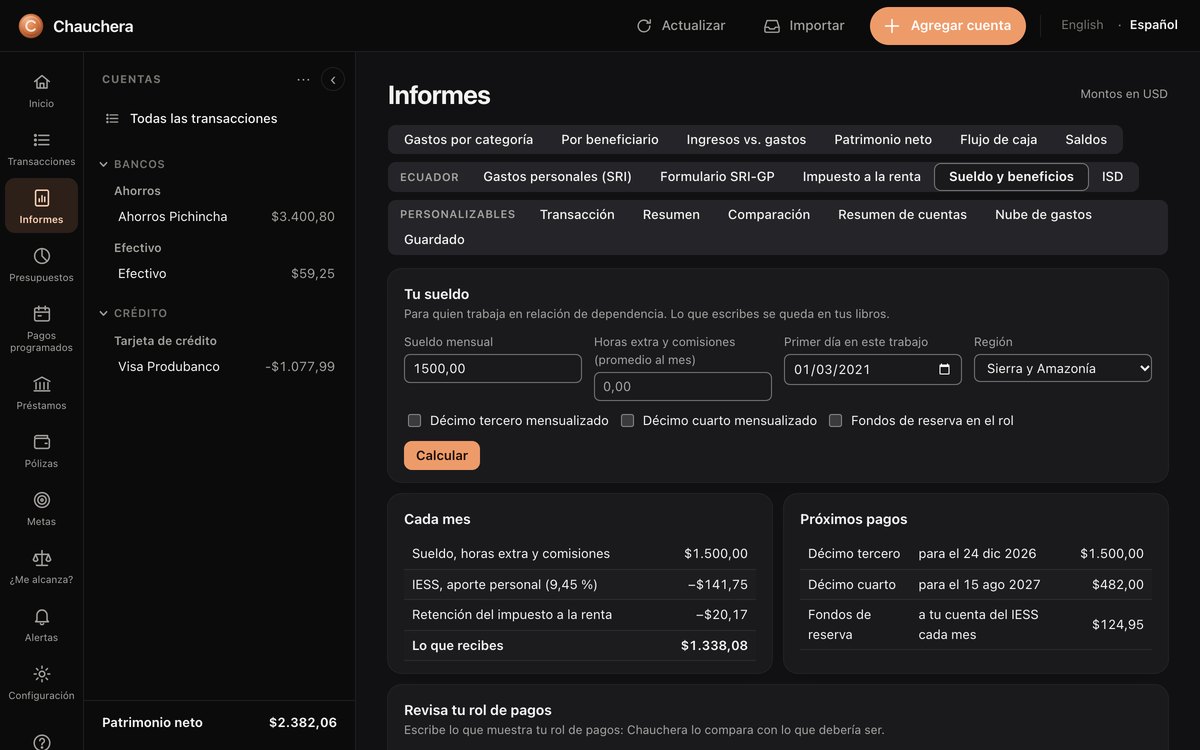 C Chauchera
Actualizar
Importar
Agregar cuenta
English · Español
Inicio
Transacciones
Informes
Presupuestos
Pagos
programados
Préstamos
Pólizas
Metas
¿Me alcanza?
Alertas
Configuración
CUENTAS
Todas las transacciones
BANCOS
Ahorros
Ahorros Pichincha $3.400,80
Efectivo
Efectivo $59,25
CRÉDITO
Tarjeta de crédito
Visa Produbanco -$1.077,99
Patrimonio neto $2.382,06
Informes
Montos en USD
Gastos por categoría Por beneficiario Ingresos vs. gastos Patrimonio neto Flujo de caja Saldos
ECUADOR Gastos personales (SRI) Formulario SRI-GP Impuesto a la renta Sueldo y beneficios ISD
PERSONALIZABLES Transacción Resumen Comparación Resumen de cuentas Nube de gastos
Guardado
Tu sueldo
Para quien trabaja en relación de dependencia. Lo que escribes se queda en tus libros.
Sueldo mensual
1500,00
Horas extra y comisiones
(promedio al mes)
0,00
Primer día en este trabajo
01/03/2021
Región
Sierra y Amazonía
Décimo tercero mensualizado Décimo cuarto mensualizado Fondos de reserva en el rol
Calcular
Cada mes
Sueldo, horas extra y comisiones $1.500,00
IESS, aporte personal (9,45 %) −$141,75
Retención del impuesto a la renta −$20,17
Lo que recibes $1.338,08
Próximos pagos
Décimo tercero para el 24 dic 2026 $1.500,00
Décimo cuarto para el 15 ago 2027 $482,00
Fondos de reserva a tu cuenta del IESS cada mes $124,95
Revisa tu rol de pagos
Escribe lo que muestra tu rol de pagos: Chauchera lo compara con lo que debería ser.